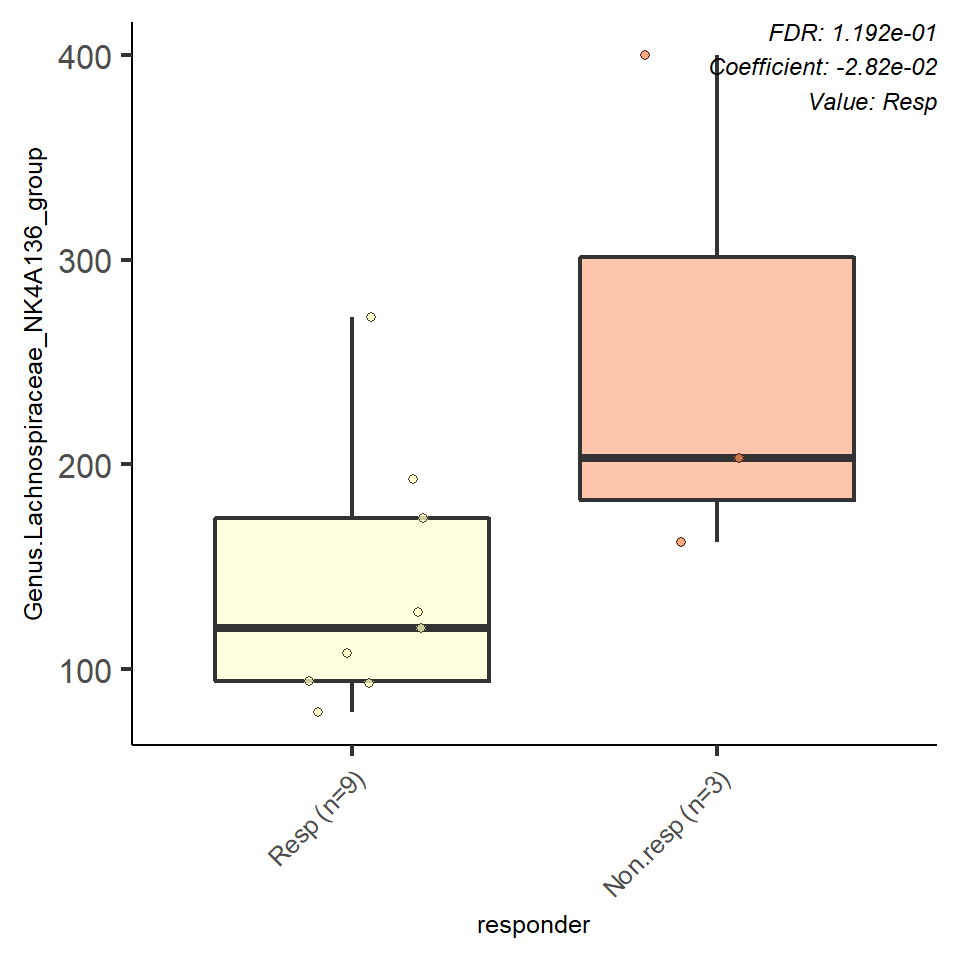 FDR: 1.192e-01
Coefficient: -2.82e-02
Value: Resp
Genus.Lachnospiraceae_NK4A136_group
400
300
200
100
Resp (n=9)
Non.resp (n=3)
responder